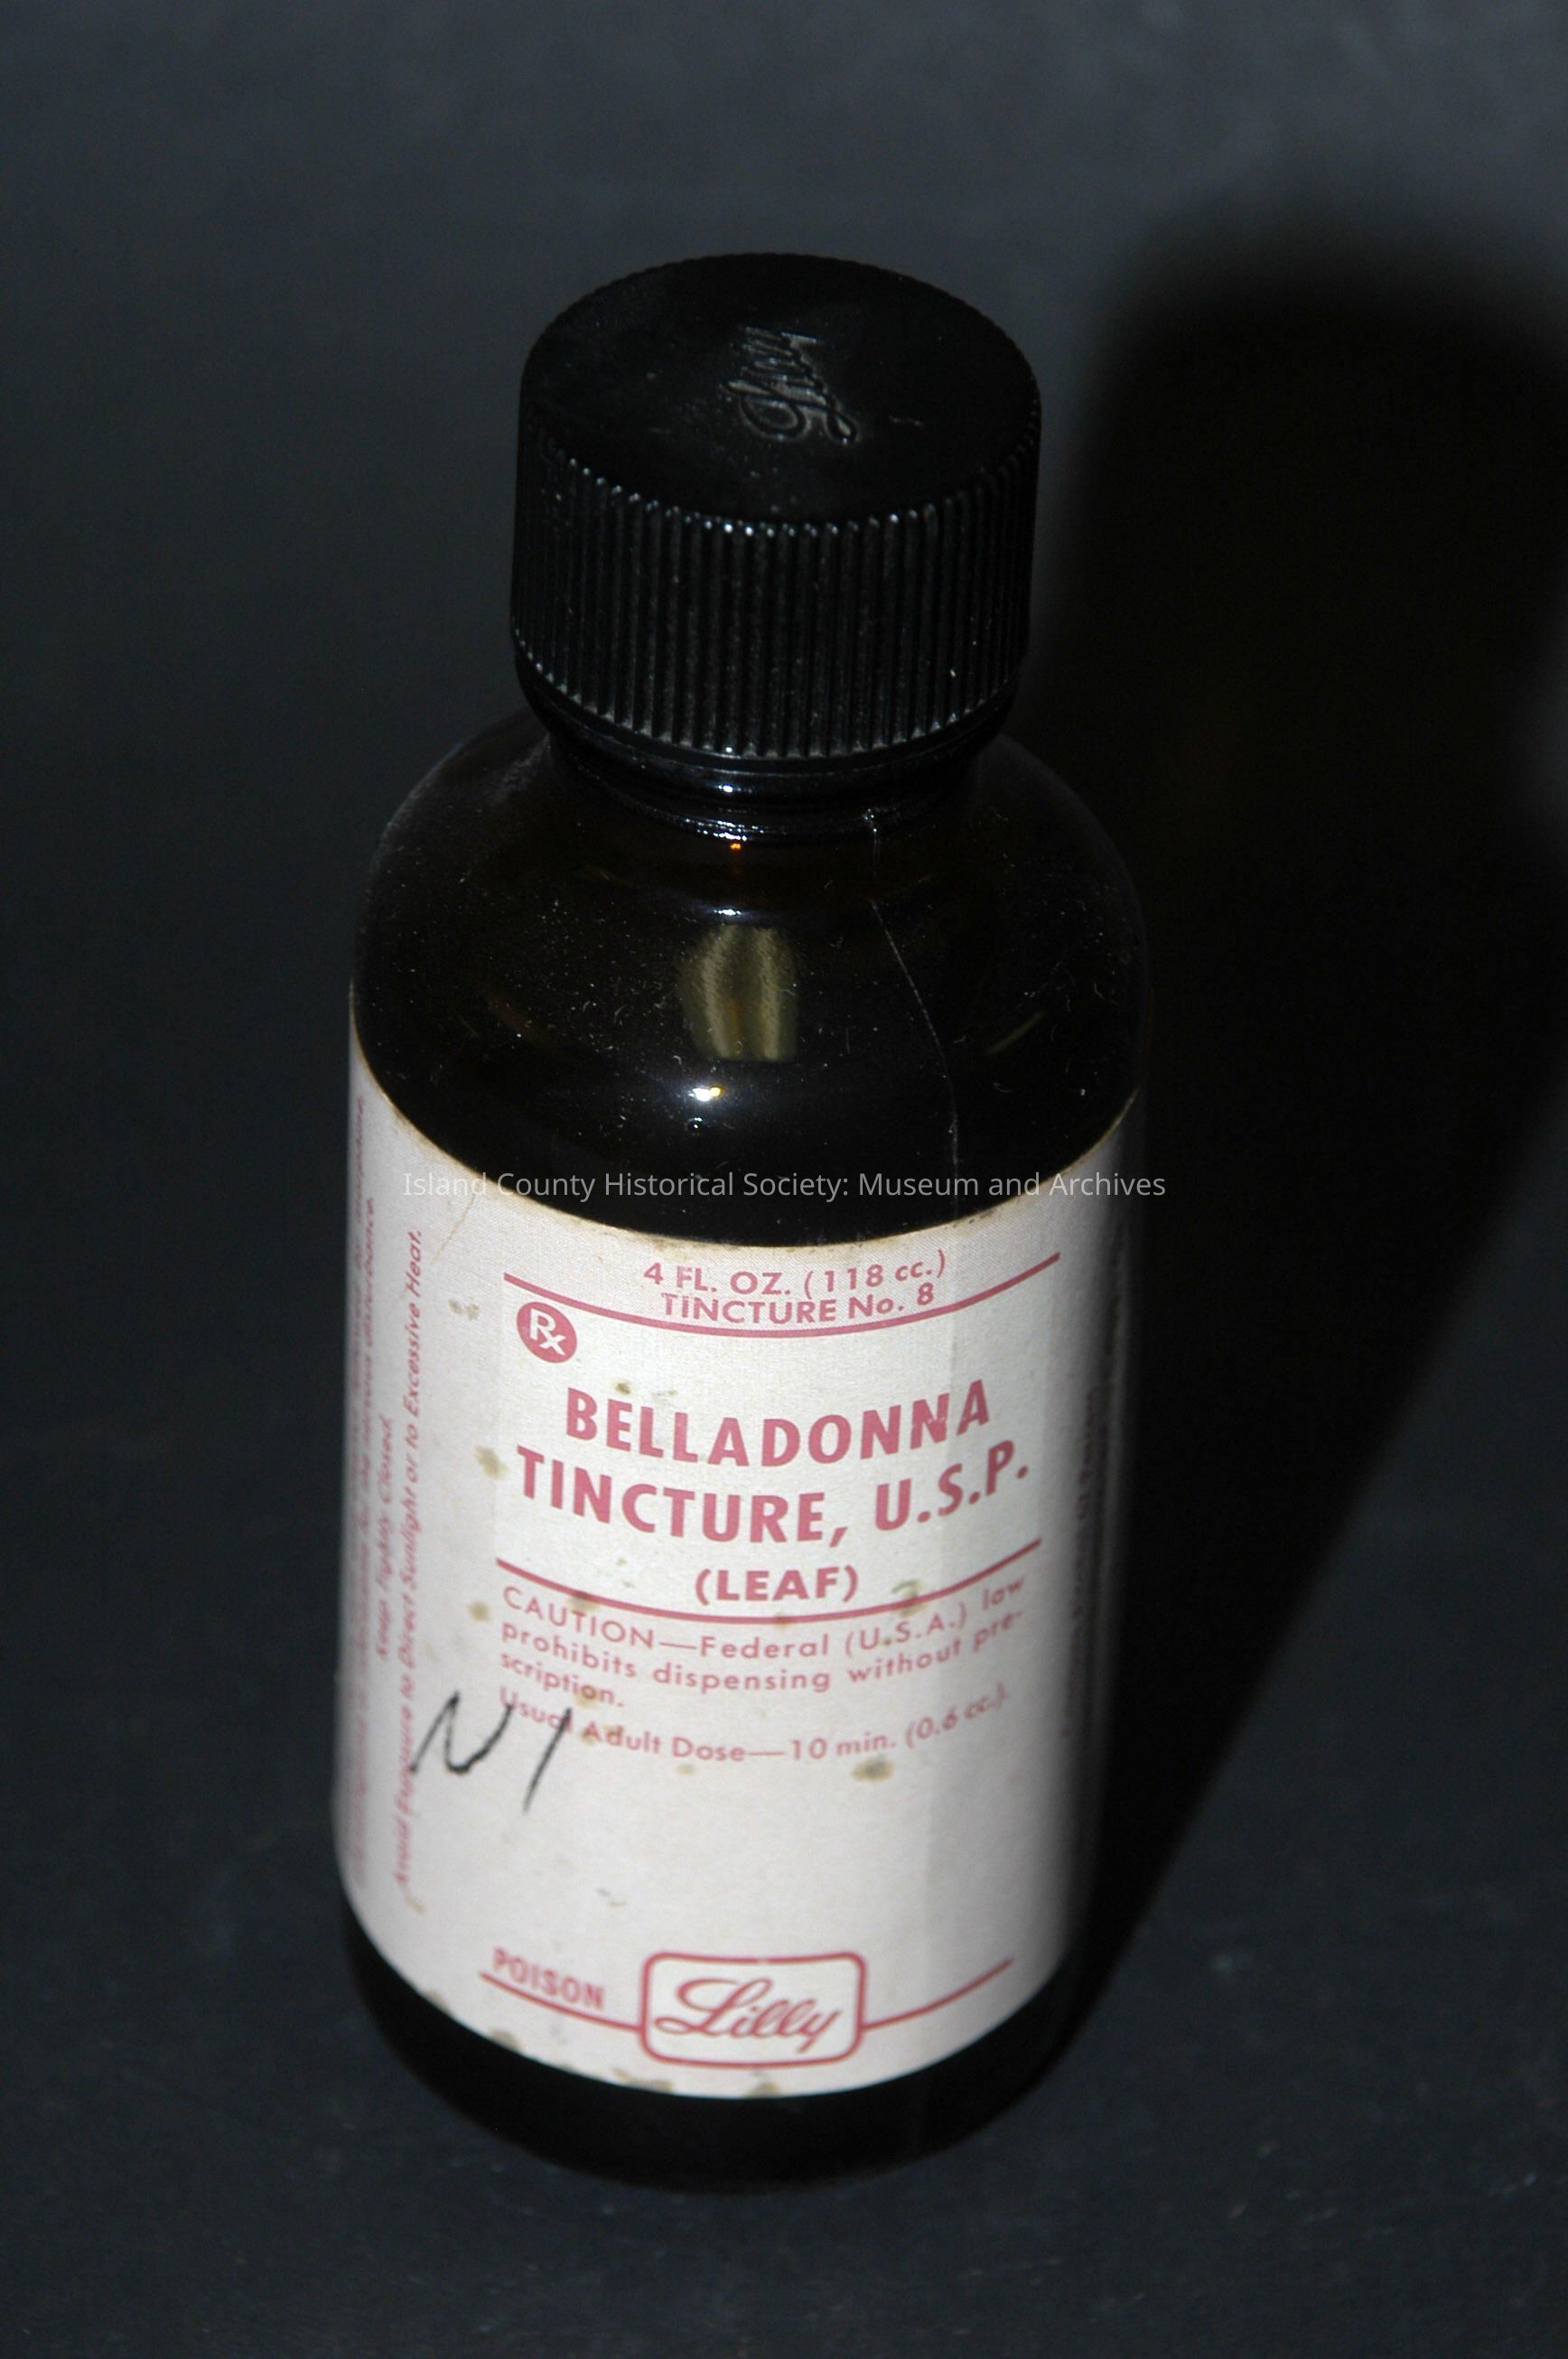 Lilly
Island County Historical Society: Museum and Archives
4 FL. OZ. (118 cc.)
TINCTURE No. 8
Rx
BELLADONNA
TINCTURE, U.S.P.
(LEAF)
CAUTION—Federal (U.S.A.) law
prohibits dispensing without pre-
scription.
Usual Adult Dose—10 min. (0.6 cc.).
N1
POISON
Lilly
Keep Tightly Closed
Avoid Exposure to Direct Sunlight or to Excessive Heat.